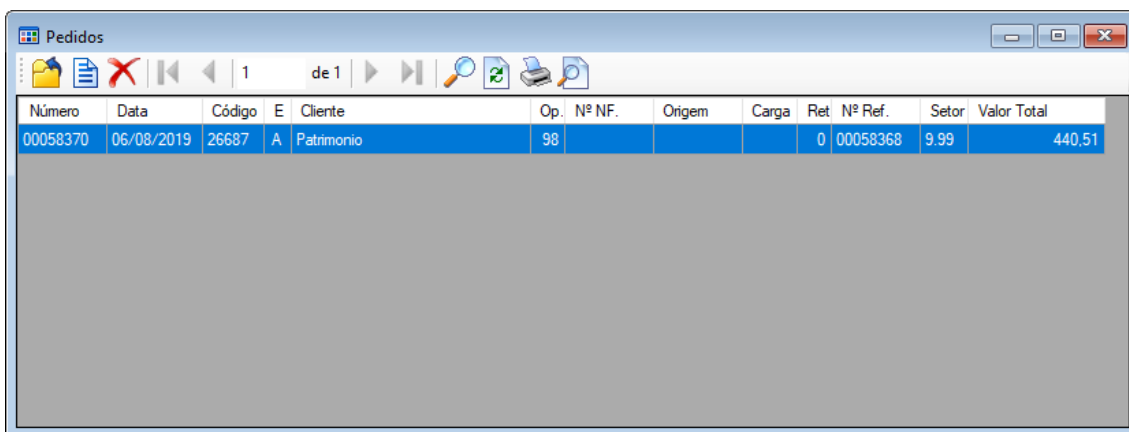 Pedidos
1 de 1
Número Data Código E Cliente Op. Nº NF. Origem Carga Ret Nº Ref. Setor Valor Total
00058370 06/08/2019 26687 A Patrimonio 98 0 00058368 9.99 440,51